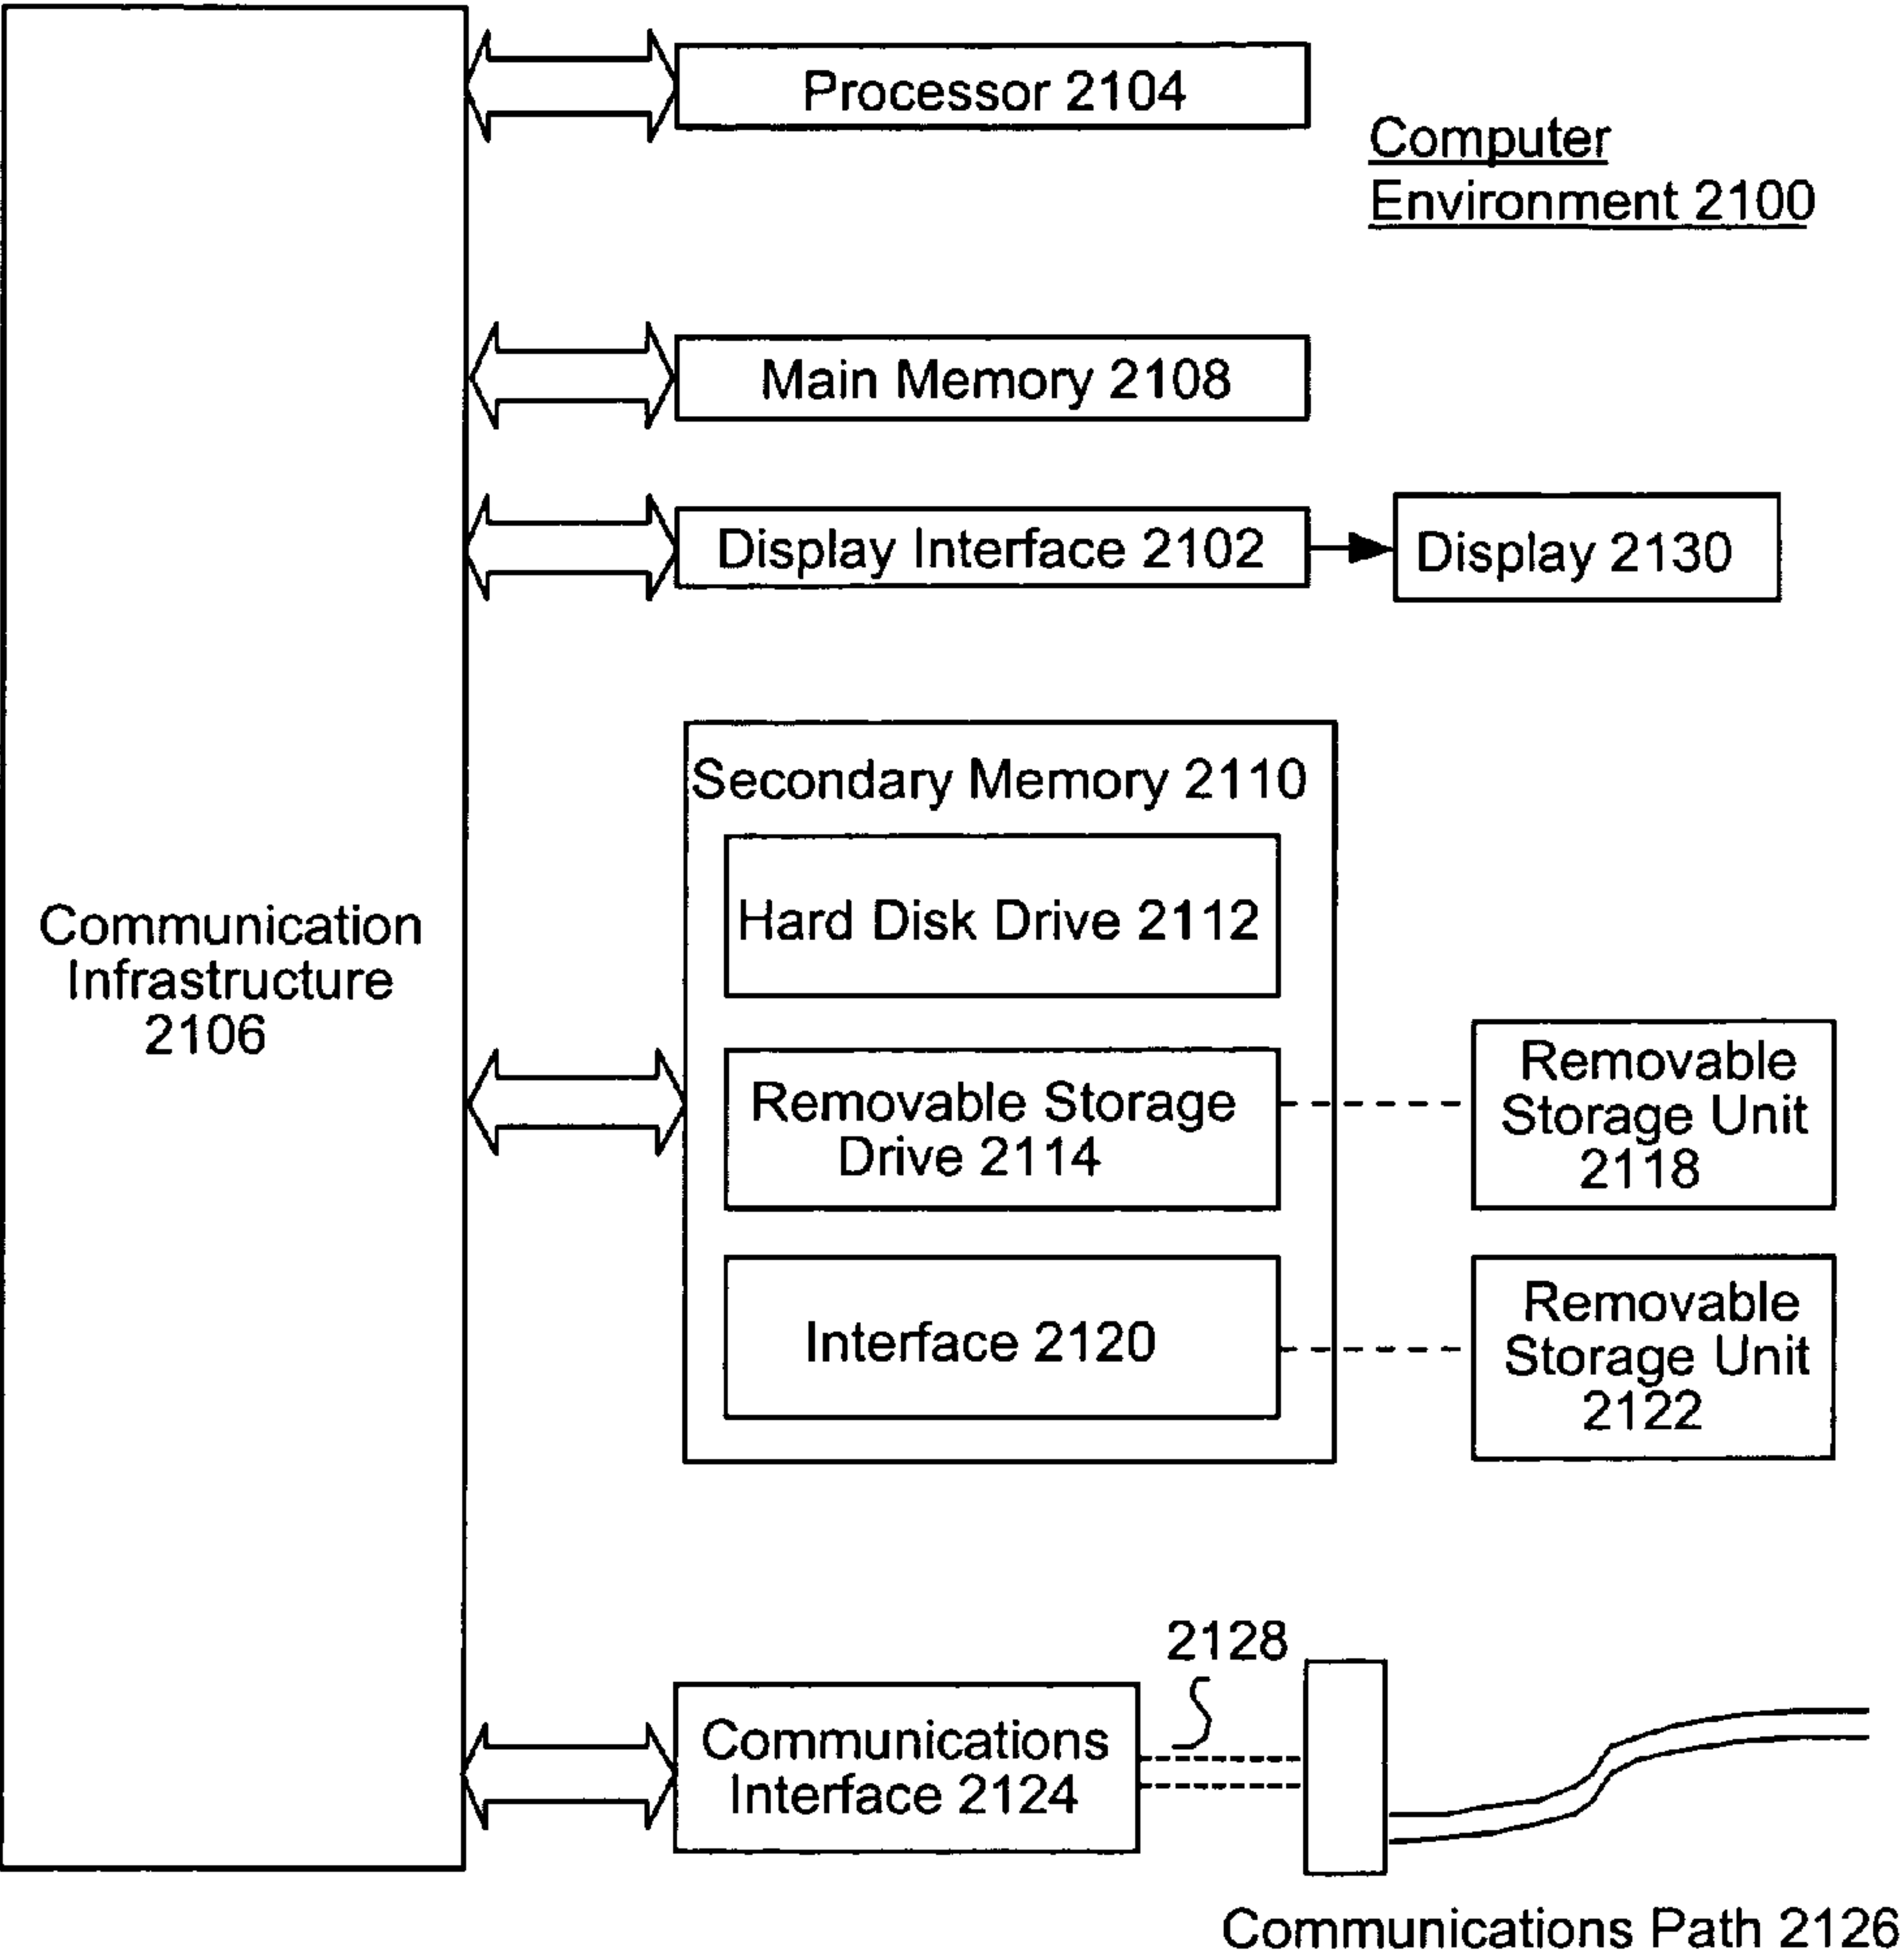 Processor 2104
Computer
Environment 2100
Main Memory 2108
Display Interface 2102
Display 2130
Secondary Memory 2110
Hard Disk Drive 2112
Communication
Infrastructure
2106
Removable Storage
Drive 2114
Removable
Storage Unit
2118
Interface 2120
Removable
Storage Unit
2122
2128
Communications
Interface 2124
Communications Path 2126